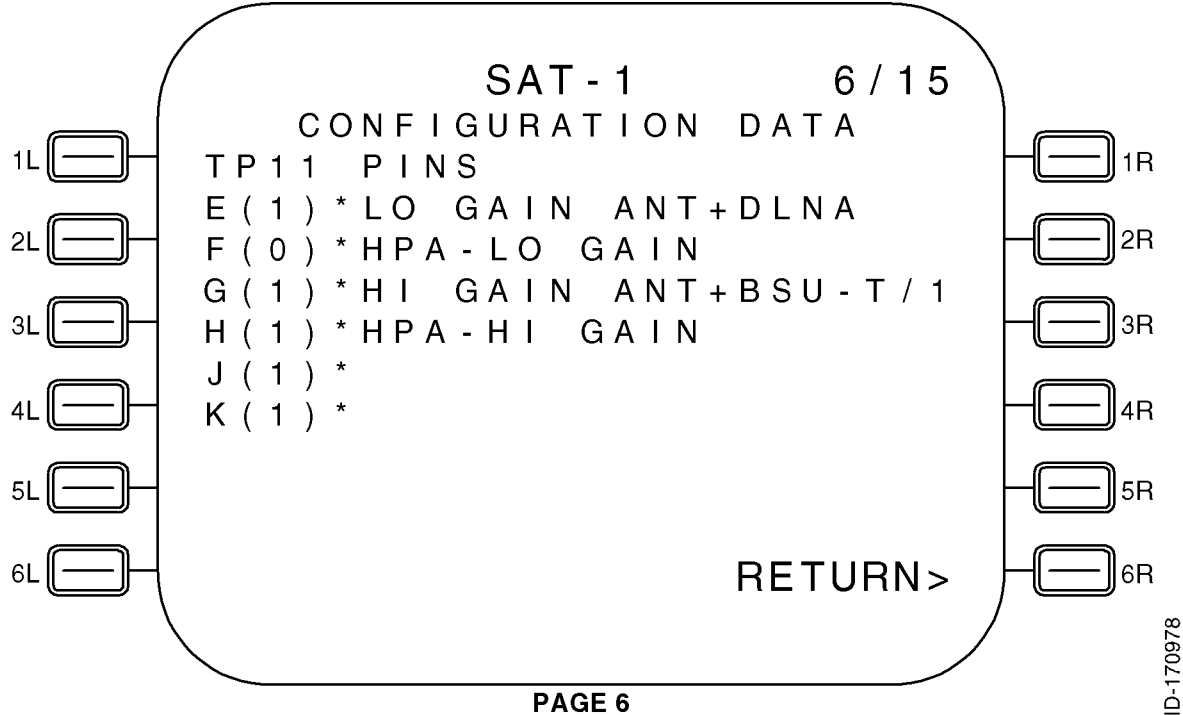 SAT-1 6/15
CONFIGURATION DATA
1L TP11 PINS 1R
E(1)*LO GAIN ANT+DLNA
2L F(0)*HPA-LO GAIN 2R
G(1)*HI GAIN ANT+BSU-T/1
3L H(1)*HPA-HI GAIN 3R
J(1)*
4L K(1)* 4R
5L 5R
6L RETURN> 6R
PAGE 6
ID-170978